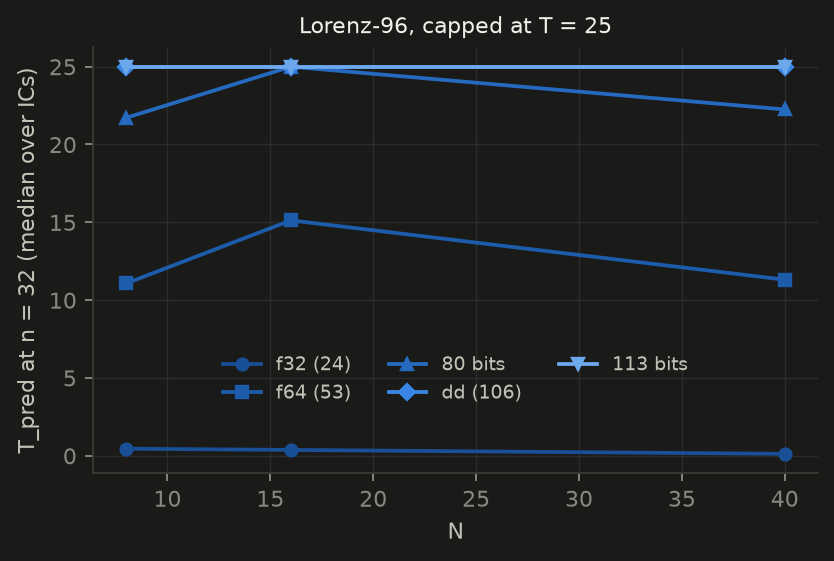 Lorenz-96, capped at T = 25
T_pred at n = 32 (median over ICs)
25
20
15
10
5
0
f32 (24)
f64 (53)
80 bits
dd (106)
113 bits
10 15 20 25 30 35 40
N